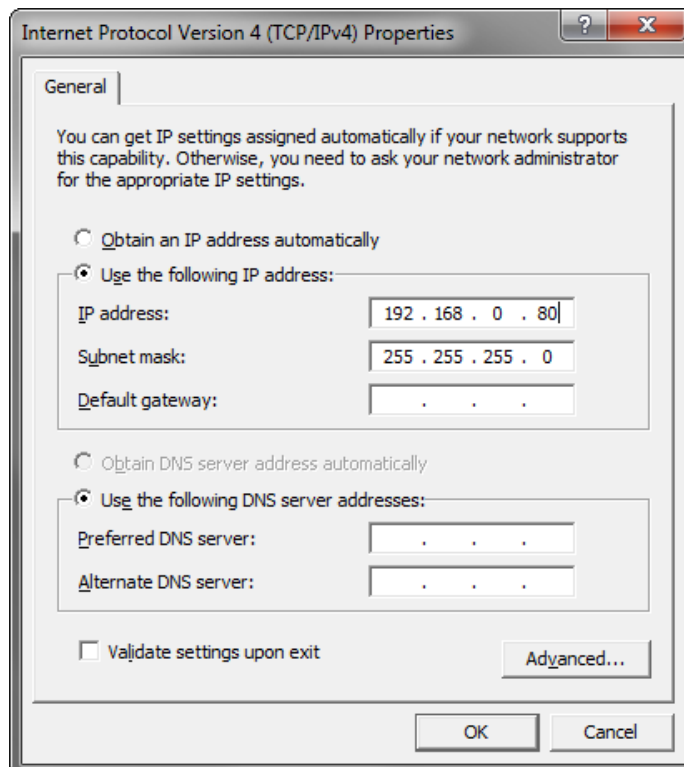 Internet Protocol Version 4 (TCP/IPv4) Properties
?
X
General
You can get IP settings assigned automatically if your network supports
this capability. Otherwise, you need to ask your network administrator
for the appropriate IP settings.
Obtain an IP address automatically
Use the following IP address:
IP address: 192 . 168 . 0 . 80
Subnet mask: 255 . 255 . 255 . 0
Default gateway: . . .
Obtain DNS server address automatically
Use the following DNS server addresses:
Preferred DNS server: . . .
Alternate DNS server: . . .
Validate settings upon exit
Advanced...
OK Cancel